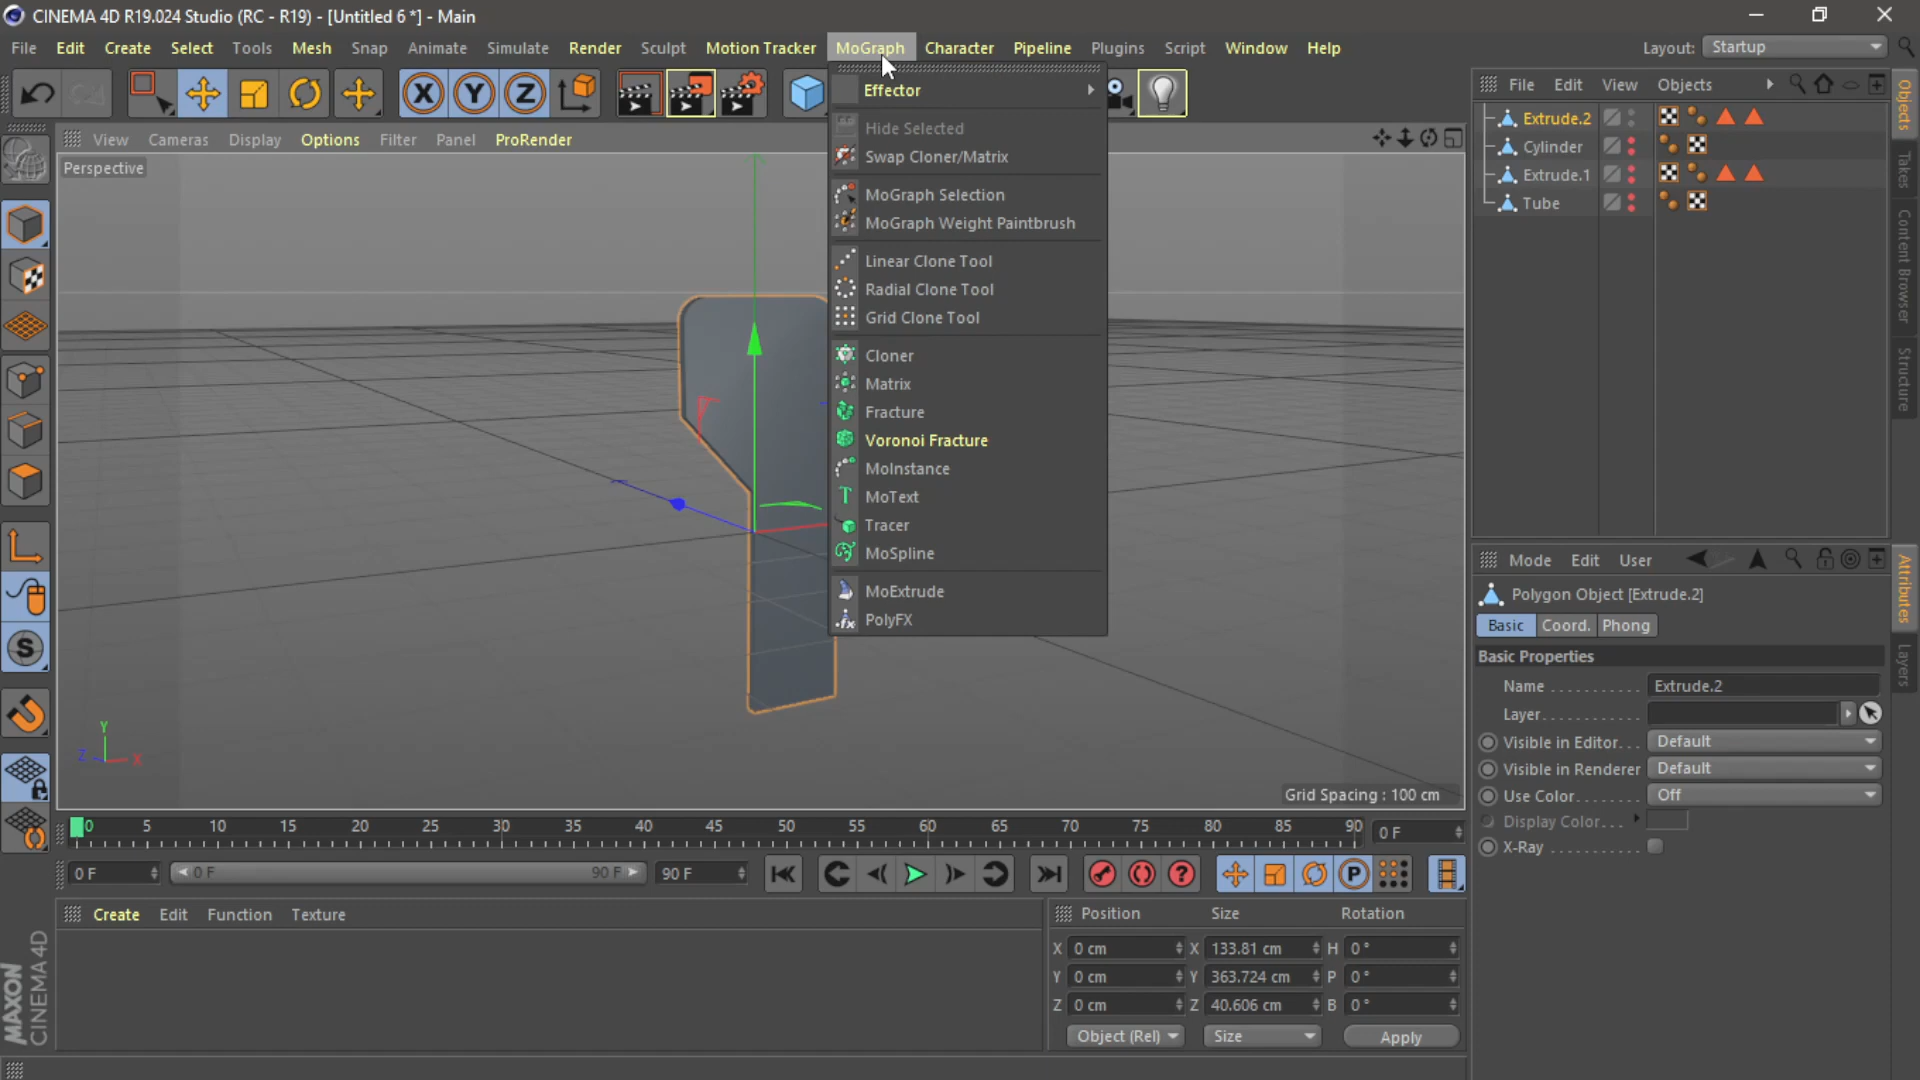 CINEMA 4D R19.024 Studio (RC - R19) - [Untitled 6 *] - Main
File Edit Create Select Tools Mesh Snap Animate Simulate Render Sculpt Motion Tracker MoGraph Character Pipeline Plugins Script Window Help Layout: Startup
X Y Z
View Cameras Display Options Filter Panel ProRender
Perspective
Effector
Hide Selected
Swap Cloner/Matrix
MoGraph Selection
MoGraph Weight Paintbrush
Linear Clone Tool
Radial Clone Tool
Grid Clone Tool
Cloner
Matrix
Fracture
Voronoi Fracture
MoInstance
MoText
Tracer
MoSpline
MoExtrude
PolyFX
Y
Z X
Grid Spacing : 100 cm
File Edit View Objects
Extrude.2
Cylinder
Extrude.1
Tube
Objects
Takes
Content Browser
Structure
Mode Edit User
Polygon Object [Extrude.2]
Basic Coord. Phong
Basic Properties
Name Extrude.2
Layer
Visible in Editor Default
Visible in Renderer Default
Use Color Off
Display Color
X-Ray
Attributes
Layers
0 5 10 15 20 25 30 35 40 45 50 55 60 65 70 75 80 85 90 0 F
0 F 0 F 90 F 90 F
P
Create Edit Function Texture
Position Size Rotation
X 0 cm X 133.81 cm H 0 °
Y 0 cm Y 363.724 cm P 0 °
Z 0 cm Z 40.606 cm B 0 °
Object (Rel) Size Apply
MAXON
CINEMA 4D